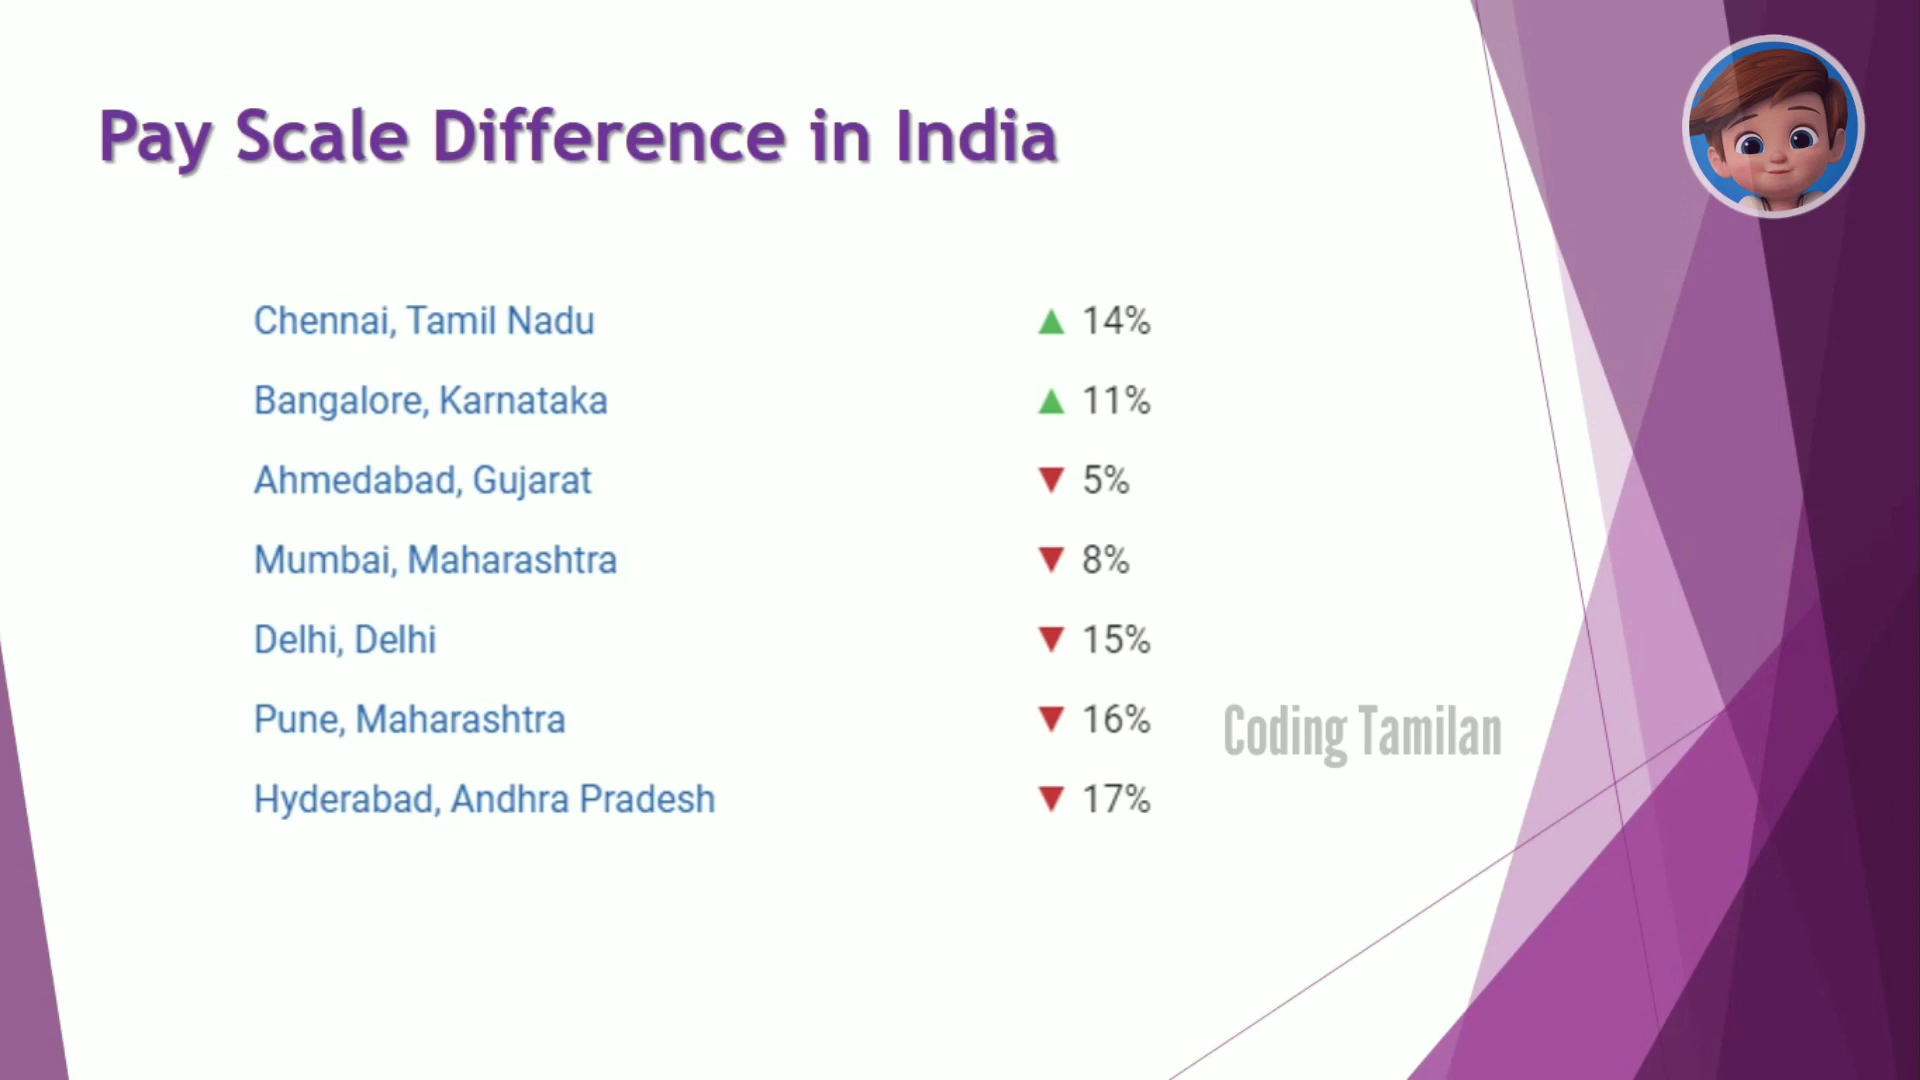 Pay Scale Difference in India
Chennai, Tamil Nadu ▲ 14%
Bangalore, Karnataka ▲ 11%
Ahmedabad, Gujarat ▼ 5%
Mumbai, Maharashtra ▼ 8%
Delhi, Delhi ▼ 15%
Pune, Maharashtra ▼ 16%
Coding Tamilan
Hyderabad, Andhra Pradesh ▼ 17%